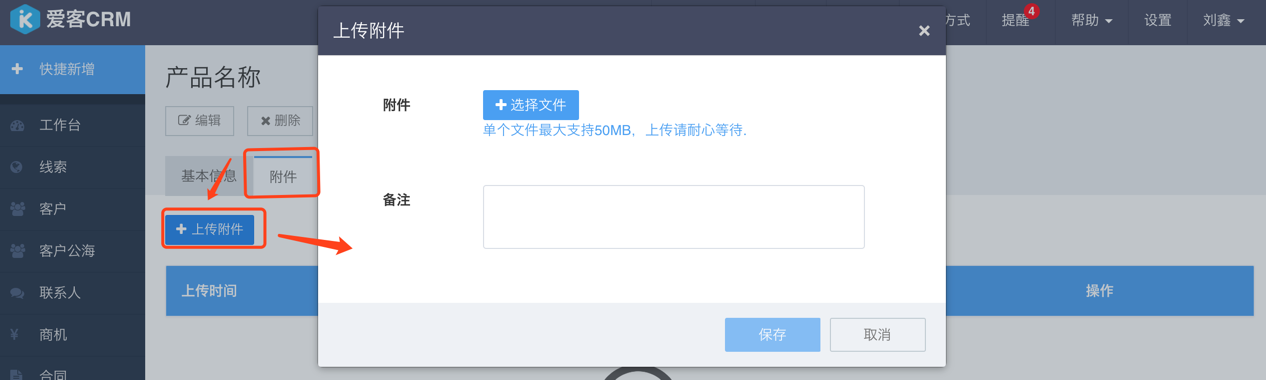 爱客CRM
上传附件
×
方式
提醒
4
帮助
设置
刘鑫
快捷新增
工作台
线索
客户
客户公海
联系人
¥ 商机
合同
产品名称
编辑
删除
基本信息
附件
上传附件
上传时间
操作
附件
选择文件
单个文件最大支持50MB，上传请耐心等待.
备注
保存
取消